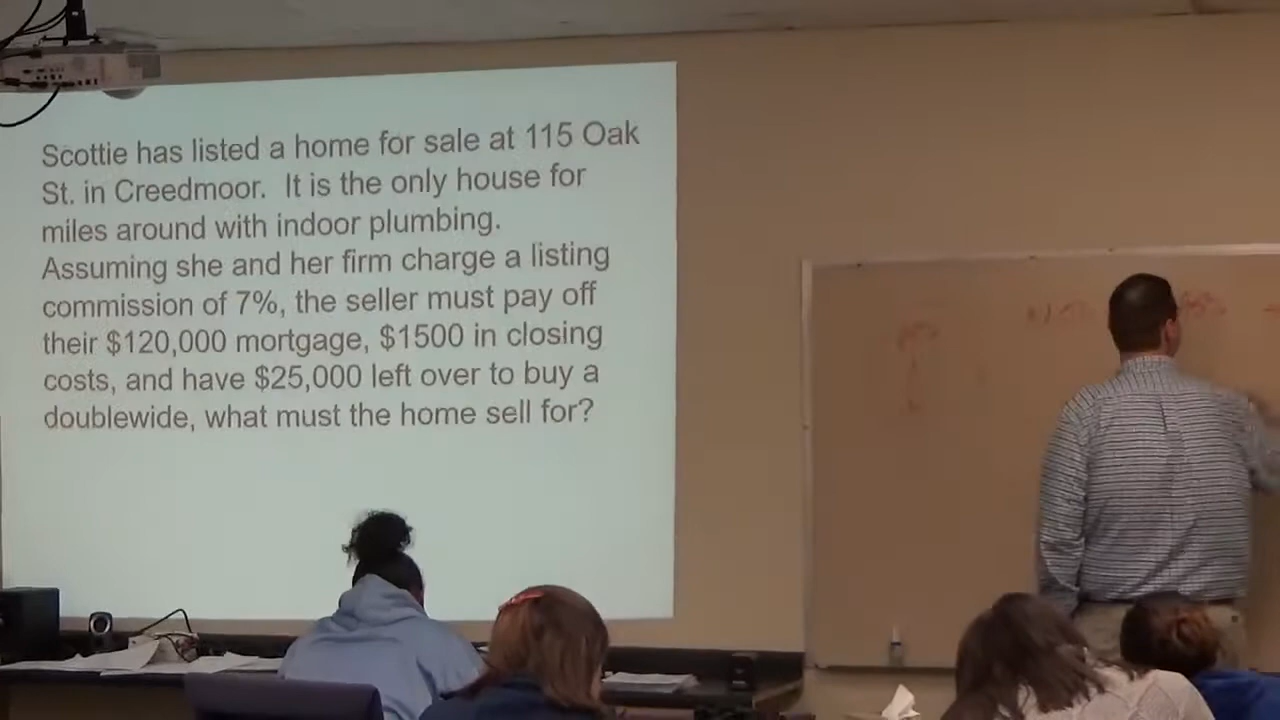 Scottie has listed a home for sale at 115 Oak
St. in Creedmoor.  It is the only house for
miles around with indoor plumbing.
Assuming she and her firm charge a listing
commission of 7%, the seller must pay off
their $120,000 mortgage, $1500 in closing
costs, and have $25,000 left over to buy a
doublewide, what must the home sell for?